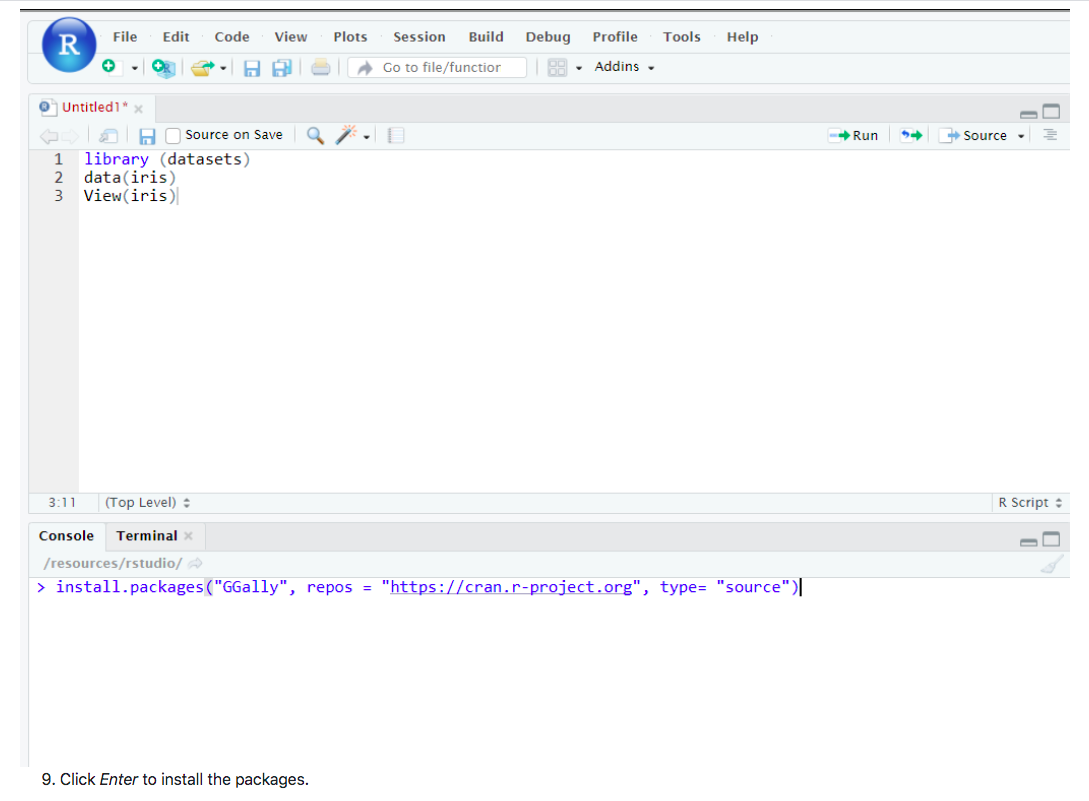 R File Edit Code View Plots Session Build Debug Profile Tools Help
R Go to file/functior Addins
R Untitled1*
Source on Save Run Source
1 library (datasets)
2 data(iris)
3 View(iris)
3:11 (Top Level) R Script
Console Terminal
/resources/rstudio/
> install.packages("GGally", repos = "https://cran.r-project.org", type= "source")
9. Click Enter to install the packages.